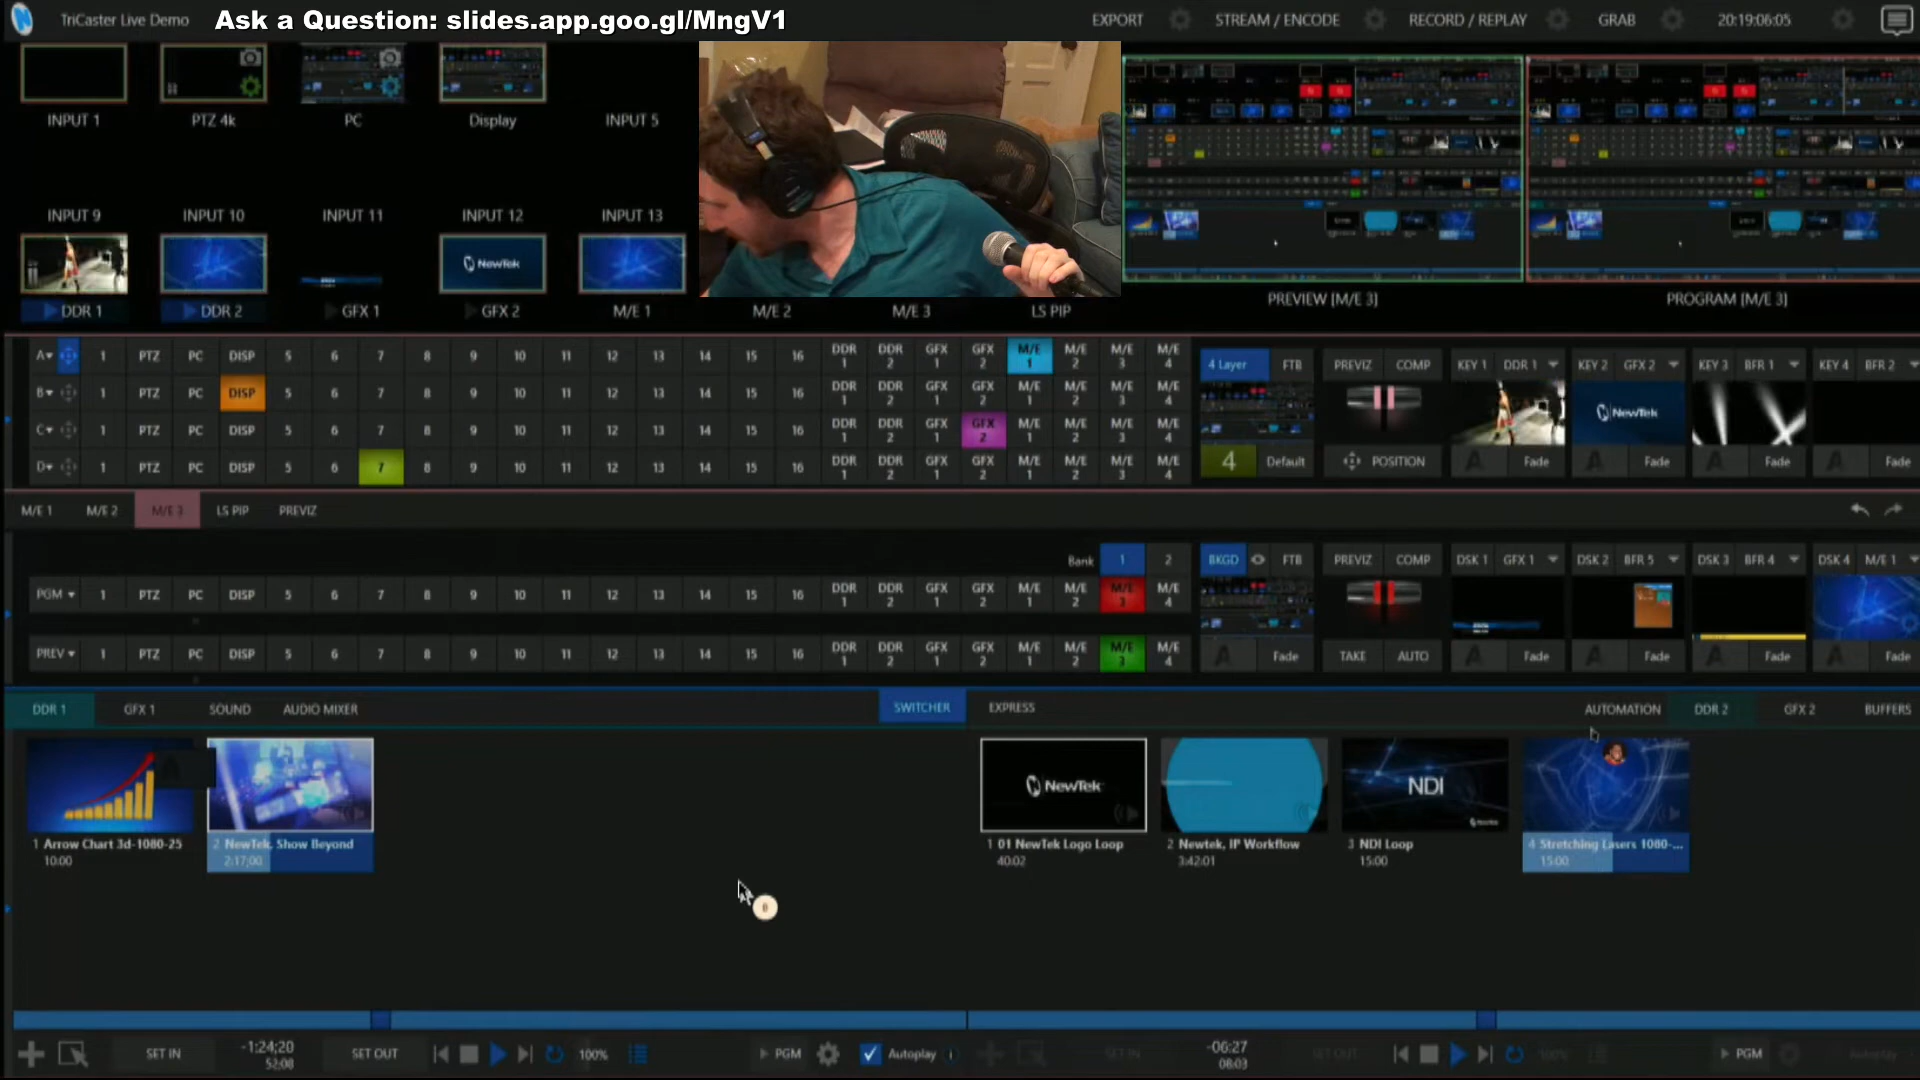 TriCaster Live Demo
Ask a Question: slides.app.goo.gl/MngV1
EXPORT STREAM / ENCODE RECORD / REPLAY GRAB 20:19:06:05
INPUT 1 PTZ 4k PC Display INPUT 5
INPUT 9 INPUT 10 INPUT 11 INPUT 12 INPUT 13
NewTek
DDR 1 DDR 2 GFX 1 GFX 2 M/E 1 M/E 2 M/E 3 LS PIP
PREVIEW [M/E 3] PROGRAM [M/E 3]
A 1 PTZ PC DISP 5 6 7 8 9 10 11 12 13 14 15 16 DDR 1 DDR 2 GFX 1 GFX 2 M/E 1 M/E 2 M/E 3 M/E 4
B 1 PTZ PC DISP 5 6 7 8 9 10 11 12 13 14 15 16 DDR 1 DDR 2 GFX 1 GFX 2 M/E 1 M/E 2 M/E 3 M/E 4
C 1 PTZ PC DISP 5 6 7 8 9 10 11 12 13 14 15 16 DDR 1 DDR 2 GFX 1 GFX 2 M/E 1 M/E 2 M/E 3 M/E 4
D 1 PTZ PC DISP 5 6 7 8 9 10 11 12 13 14 15 16 DDR 1 DDR 2 GFX 1 GFX 2 M/E 1 M/E 2 M/E 3 M/E 4
4 Layer FTB PREVIZ COMP KEY 1 DDR 1 KEY 2 GFX 2 KEY 3 BFR 1 KEY 4 BFR 2
NewTek
4 Default POSITION Fade Fade Fade Fade
M/E 1 M/E 2 M/E 3 LS PIP PREVIZ
Bank 1 2
BKGD FTB PREVIZ COMP DSK 1 GFX 1 DSK 2 BFR 5 DSK 3 BFR 4 DSK 4 M/E 1
PGM 1 PTZ PC DISP 5 6 7 8 9 10 11 12 13 14 15 16 DDR 1 DDR 2 GFX 1 GFX 2 M/E 1 M/E 2 M/E 3 M/E 4
PREV 1 PTZ PC DISP 5 6 7 8 9 10 11 12 13 14 15 16 DDR 1 DDR 2 GFX 1 GFX 2 M/E 1 M/E 2 M/E 3 M/E 4
Fade TAKE AUTO Fade Fade Fade Fade
DDR 1 GFX 1 SOUND AUDIO MIXER SWITCHER EXPRESS AUTOMATION DDR 2 GFX 2 BUFFERS
NewTek
NDI
NewTek
1 Arrow Chart 3d-1080-25
10:00
2 NewTek, Show Beyond
2:17;00
1 01 NewTek Logo Loop
40:02
2 Newtek, IP Workflow
3:42:01
3 NDI Loop
15:00
4 Stretching Lasers 1080-...
15:00
SET IN -1:24;20 SET OUT 100% PGM Autoplay
52:08
SET IN -06:27 SET OUT 100% PGM Autoplay
08:03